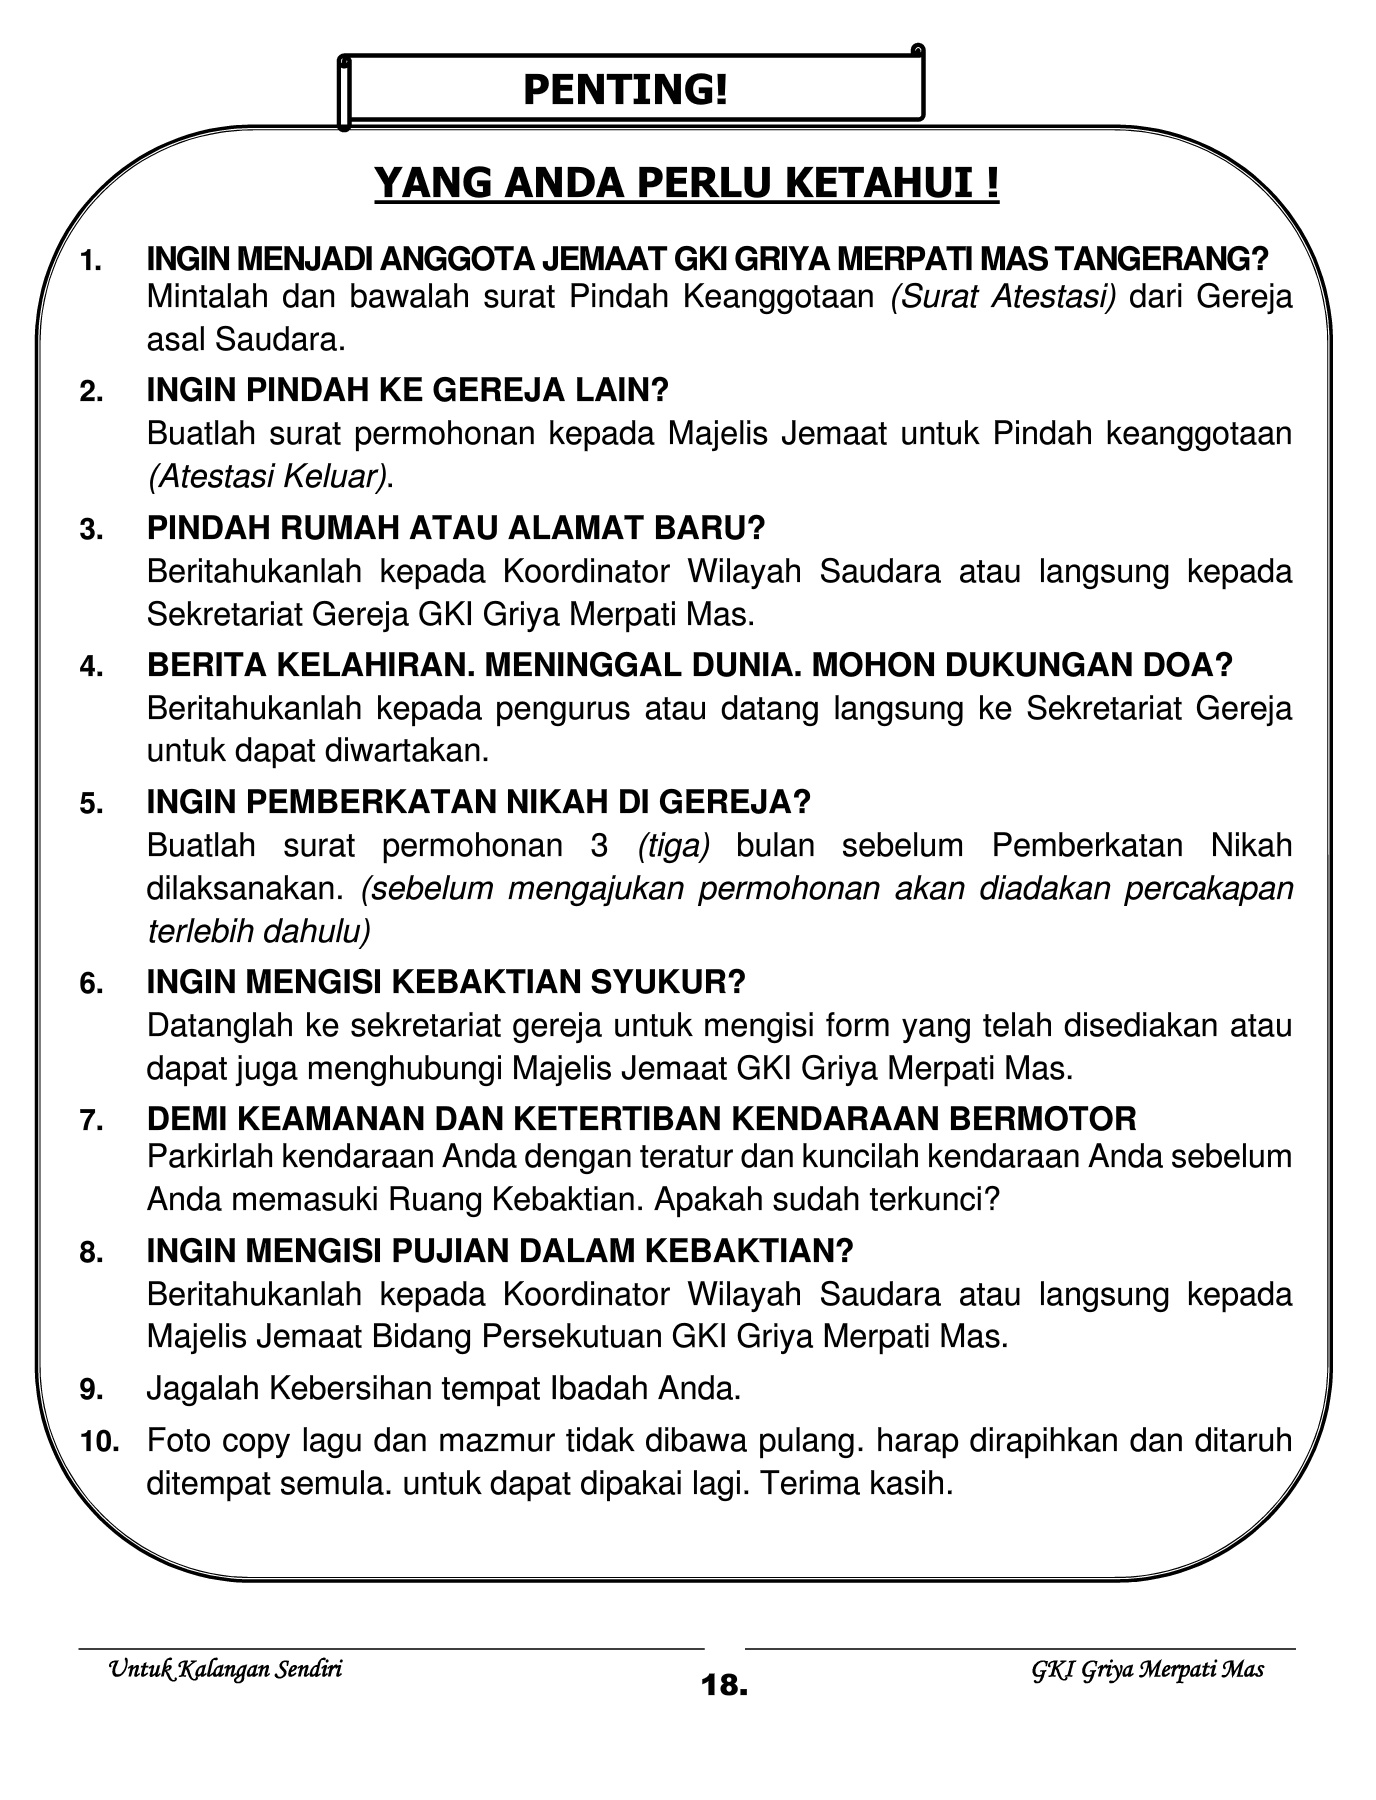 PENTING!
YANG ANDA PERLU KETAHUI !
1. INGIN MENJADI ANGGOTA JEMAAT GKI GRIYA MERPATI MAS TANGERANG?
Mintalah dan bawalah surat Pindah Keanggotaan (Surat Atestasi) dari Gereja
asal Saudara.
2. INGIN PINDAH KE GEREJA LAIN?
Buatlah surat permohonan kepada Majelis Jemaat untuk Pindah keanggotaan
(Atestasi Keluar).
3. PINDAH RUMAH ATAU ALAMAT BARU?
Beritahukanlah kepada Koordinator Wilayah Saudara atau langsung kepada
Sekretariat Gereja GKI Griya Merpati Mas.
4. BERITA KELAHIRAN. MENINGGAL DUNIA. MOHON DUKUNGAN DOA?
Beritahukanlah kepada pengurus atau datang langsung ke Sekretariat Gereja
untuk dapat diwartakan.
5. INGIN PEMBERKATAN NIKAH DI GEREJA?
Buatlah surat permohonan 3 (tiga) bulan sebelum Pemberkatan Nikah
dilaksanakan. (sebelum mengajukan permohonan akan diadakan percakapan
terlebih dahulu)
6. INGIN MENGISI KEBAKTIAN SYUKUR?
Datanglah ke sekretariat gereja untuk mengisi form yang telah disediakan atau
dapat juga menghubungi Majelis Jemaat GKI Griya Merpati Mas.
7. DEMI KEAMANAN DAN KETERTIBAN KENDARAAN BERMOTOR
Parkirlah kendaraan Anda dengan teratur dan kuncilah kendaraan Anda sebelum
Anda memasuki Ruang Kebaktian. Apakah sudah terkunci?
8. INGIN MENGISI PUJIAN DALAM KEBAKTIAN?
Beritahukanlah kepada Koordinator Wilayah Saudara atau langsung kepada
Majelis Jemaat Bidang Persekutuan GKI Griya Merpati Mas.
9. Jagalah Kebersihan tempat Ibadah Anda.
10. Foto copy lagu dan mazmur tidak dibawa pulang. harap dirapihkan dan ditaruh
ditempat semula. untuk dapat dipakai lagi. Terima kasih.
Untuk Kalangan Sendiri
18.
GKI Griya Merpati Mas